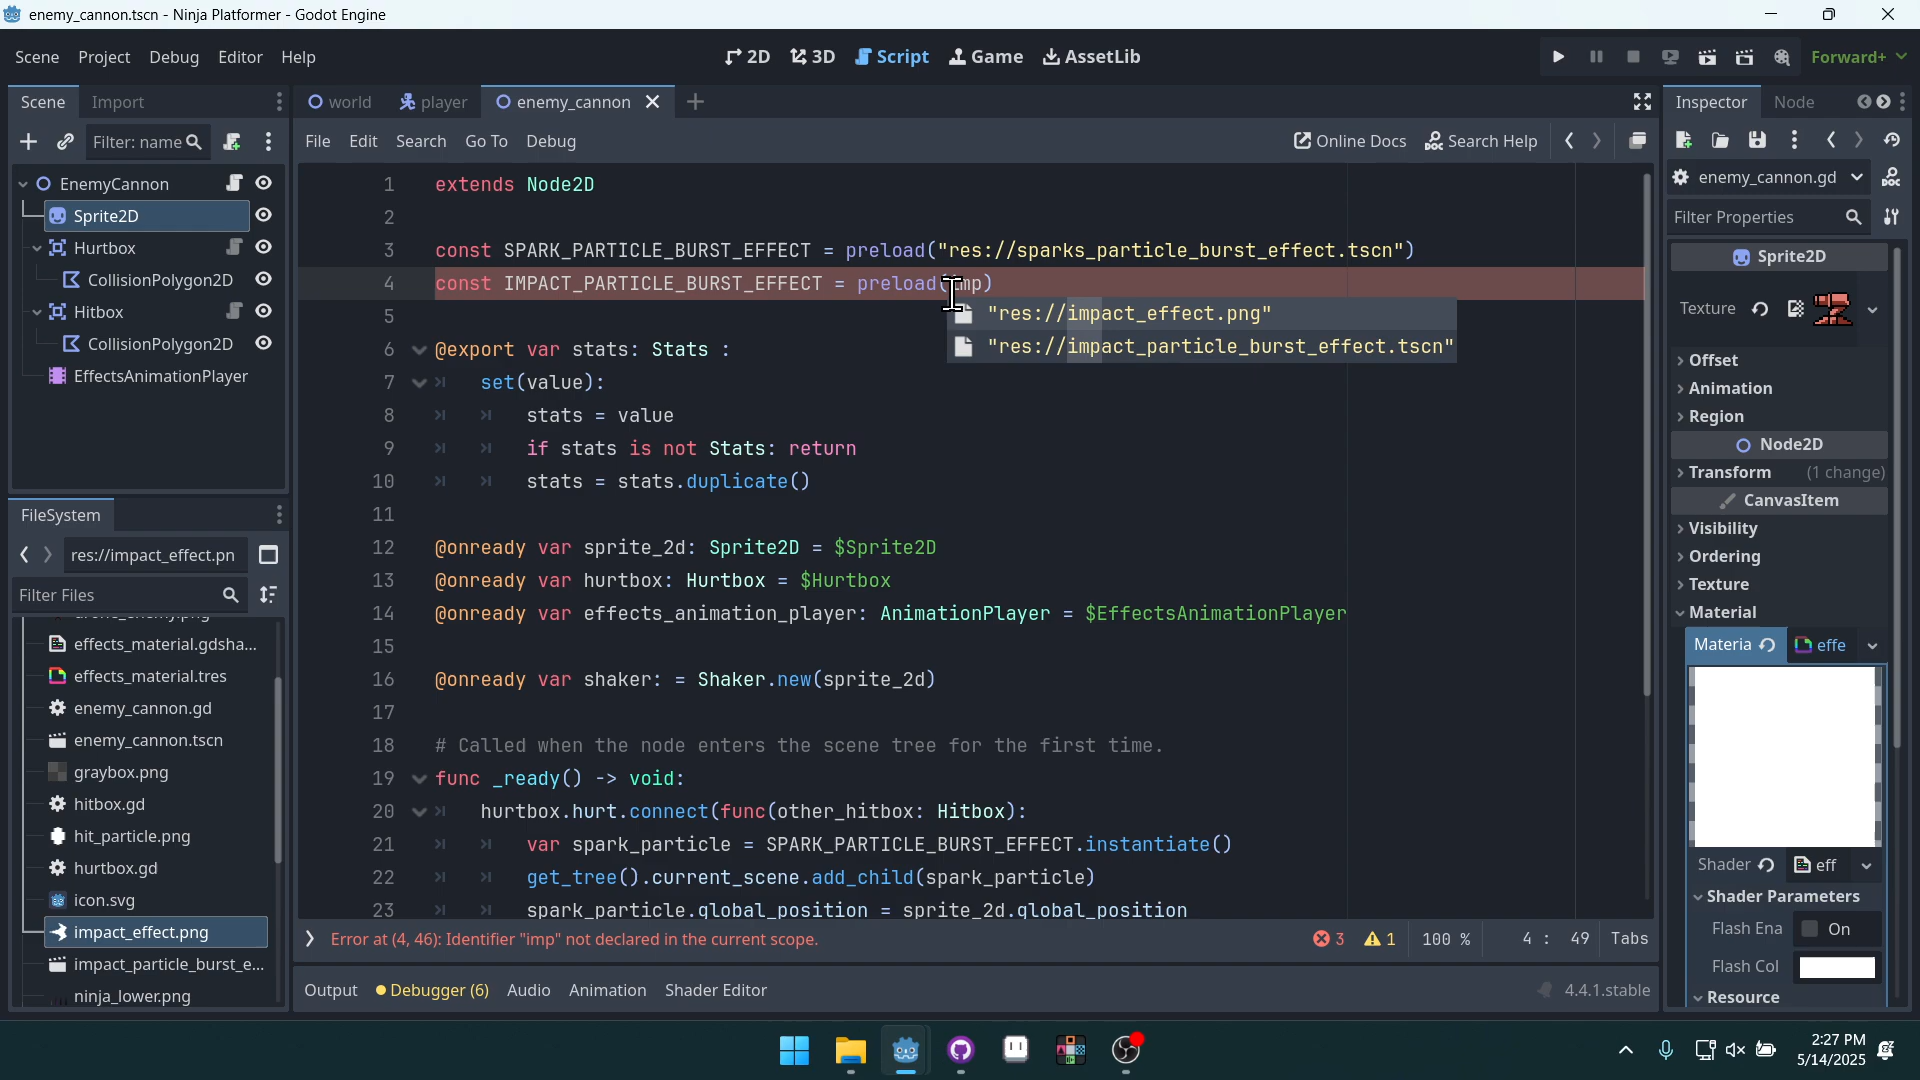 enemy_cannon.tscn - Ninja Platformer - Godot Engine
Scene Project Debug Editor Help
2D 3D Script Game AssetLib
Forward+
Scene Import
Filter: name
EnemyCannon
Sprite2D
Hurtbox
CollisionPolygon2D
Hitbox
CollisionPolygon2D
EffectsAnimationPlayer
FileSystem
res://impact_effect.pn
Filter Files
effects_material.gdsha...
effects_material.tres
enemy_cannon.gd
enemy_cannon.tscn
graybox.png
hitbox.gd
hit_particle.png
hurtbox.gd
icon.svg
impact_effect.png
impact_particle_burst_e...
ninja_lower.png
world player enemy_cannon
File Edit Search Go To Debug
Online Docs Search Help
1 extends Node2D
2
3 const SPARK_PARTICLE_BURST_EFFECT = preload("res://sparks_particle_burst_effect.tscn")
4 const IMPACT_PARTICLE_BURST_EFFECT = preload(imp)
"res://impact_effect.png"
"res://impact_particle_burst_effect.tscn"
5
6 @export var stats: Stats :
7 set(value):
8 stats = value
9 if stats is not Stats: return
10 stats = stats.duplicate()
11
12 @onready var sprite_2d: Sprite2D = $Sprite2D
13 @onready var hurtbox: Hurtbox = $Hurtbox
14 @onready var effects_animation_player: AnimationPlayer = $EffectsAnimationPlayer
15
16 @onready var shaker: = Shaker.new(sprite_2d)
17
18 # Called when the node enters the scene tree for the first time.
19 func _ready() -> void:
20 hurtbox.hurt.connect(func(other_hitbox: Hitbox):
21 var spark_particle = SPARK_PARTICLE_BURST_EFFECT.instantiate()
22 get_tree().current_scene.add_child(spark_particle)
23 spark_particle.global_position = sprite_2d.global_position
Error at (4, 46): Identifier "imp" not declared in the current scope.
3 1 100 % 4 : 49 Tabs
Output Debugger (6) Audio Animation Shader Editor
4.4.1.stable
Inspector Node
enemy_cannon.gd
Filter Properties
Sprite2D
Texture
Offset
Animation
Region
Node2D
Transform (1 change)
CanvasItem
Visibility
Ordering
Texture
Material
Materia effe
Shader eff
Shader Parameters
Flash Ena On
Flash Col
Resource
2:27 PM
5/14/2025